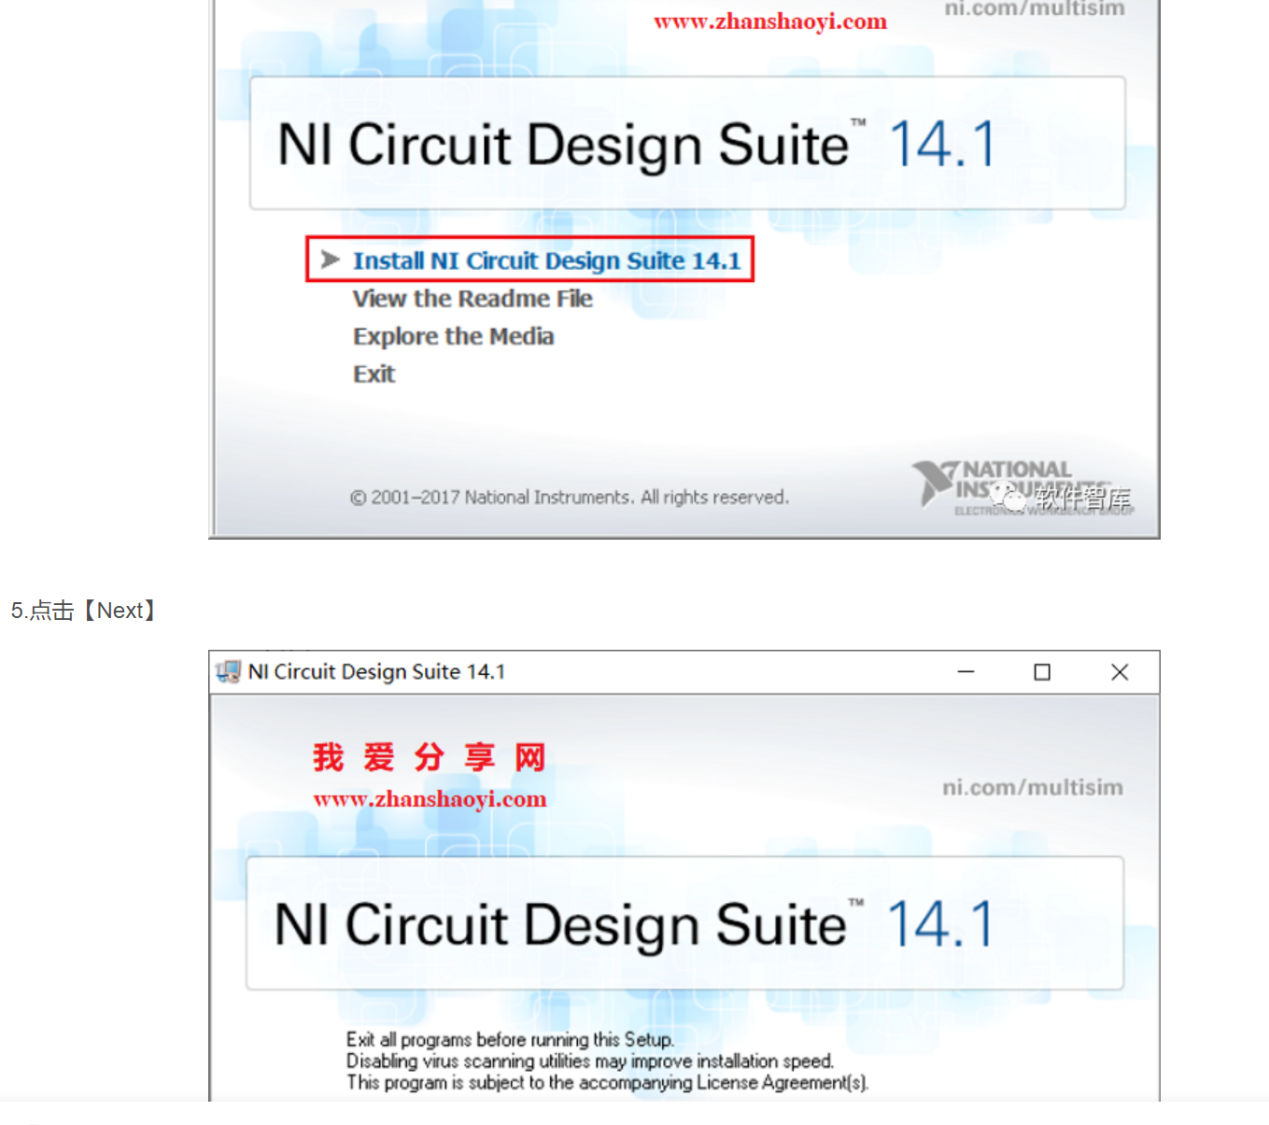 ni.com/multisim
www.zhanshaoyi.com
NI Circuit Design Suite™ 14.1
Install NI Circuit Design Suite 14.1
View the Readme File
Explore the Media
Exit
© 2001–2017 National Instruments. All rights reserved.
NATIONAL
INSTRUMENTS
软件智库
ELECTRONICS WORKBENCH GROUP
5.点击【Next】
NI Circuit Design Suite 14.1
我爱分享网
www.zhanshaoyi.com
ni.com/multisim
NI Circuit Design Suite™ 14.1
Exit all programs before running this Setup.
Disabling virus scanning utilities may improve installation speed.
This program is subject to the accompanying License Agreement(s).